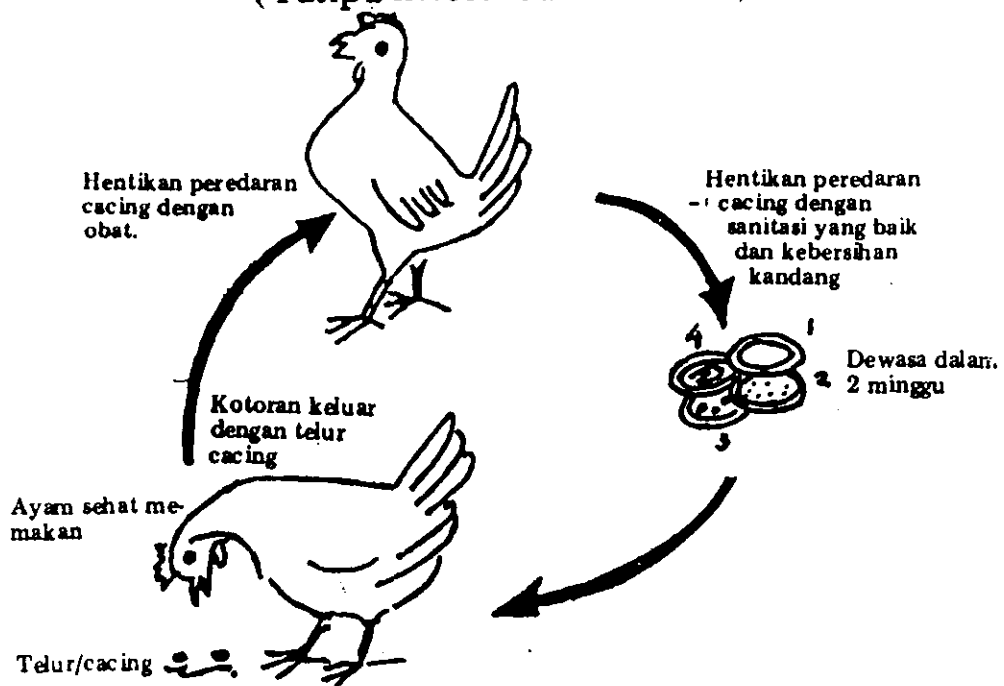 Hentikan peredaran
cacing dengan
obat.
Hentikan peredaran
cacing dengan
sanitasi yang baik
dan kebersihan
kandang
4
1
2
3
Dewasa dalam.
2 minggu
Kotoran keluar
dengan telur
cacing
Ayam sehat me-
makan
Telur/cacing